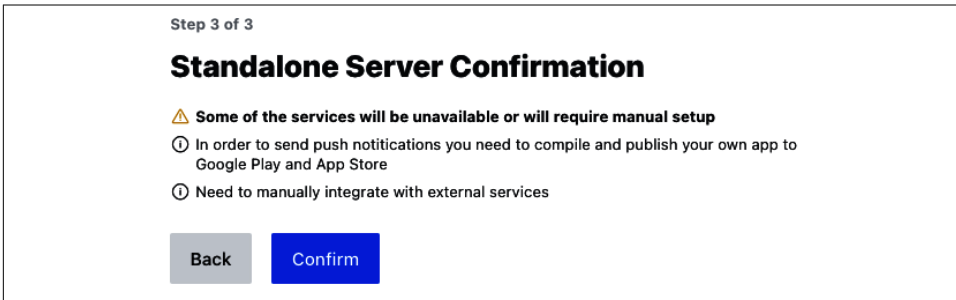 Step 3 of 3
Standalone Server Confirmation
Some of the services will be unavailable or will require manual setup
In order to send push notitications you need to compile and publish your own app to
Google Play and App Store
Need to manually integrate with external services
Back Confirm